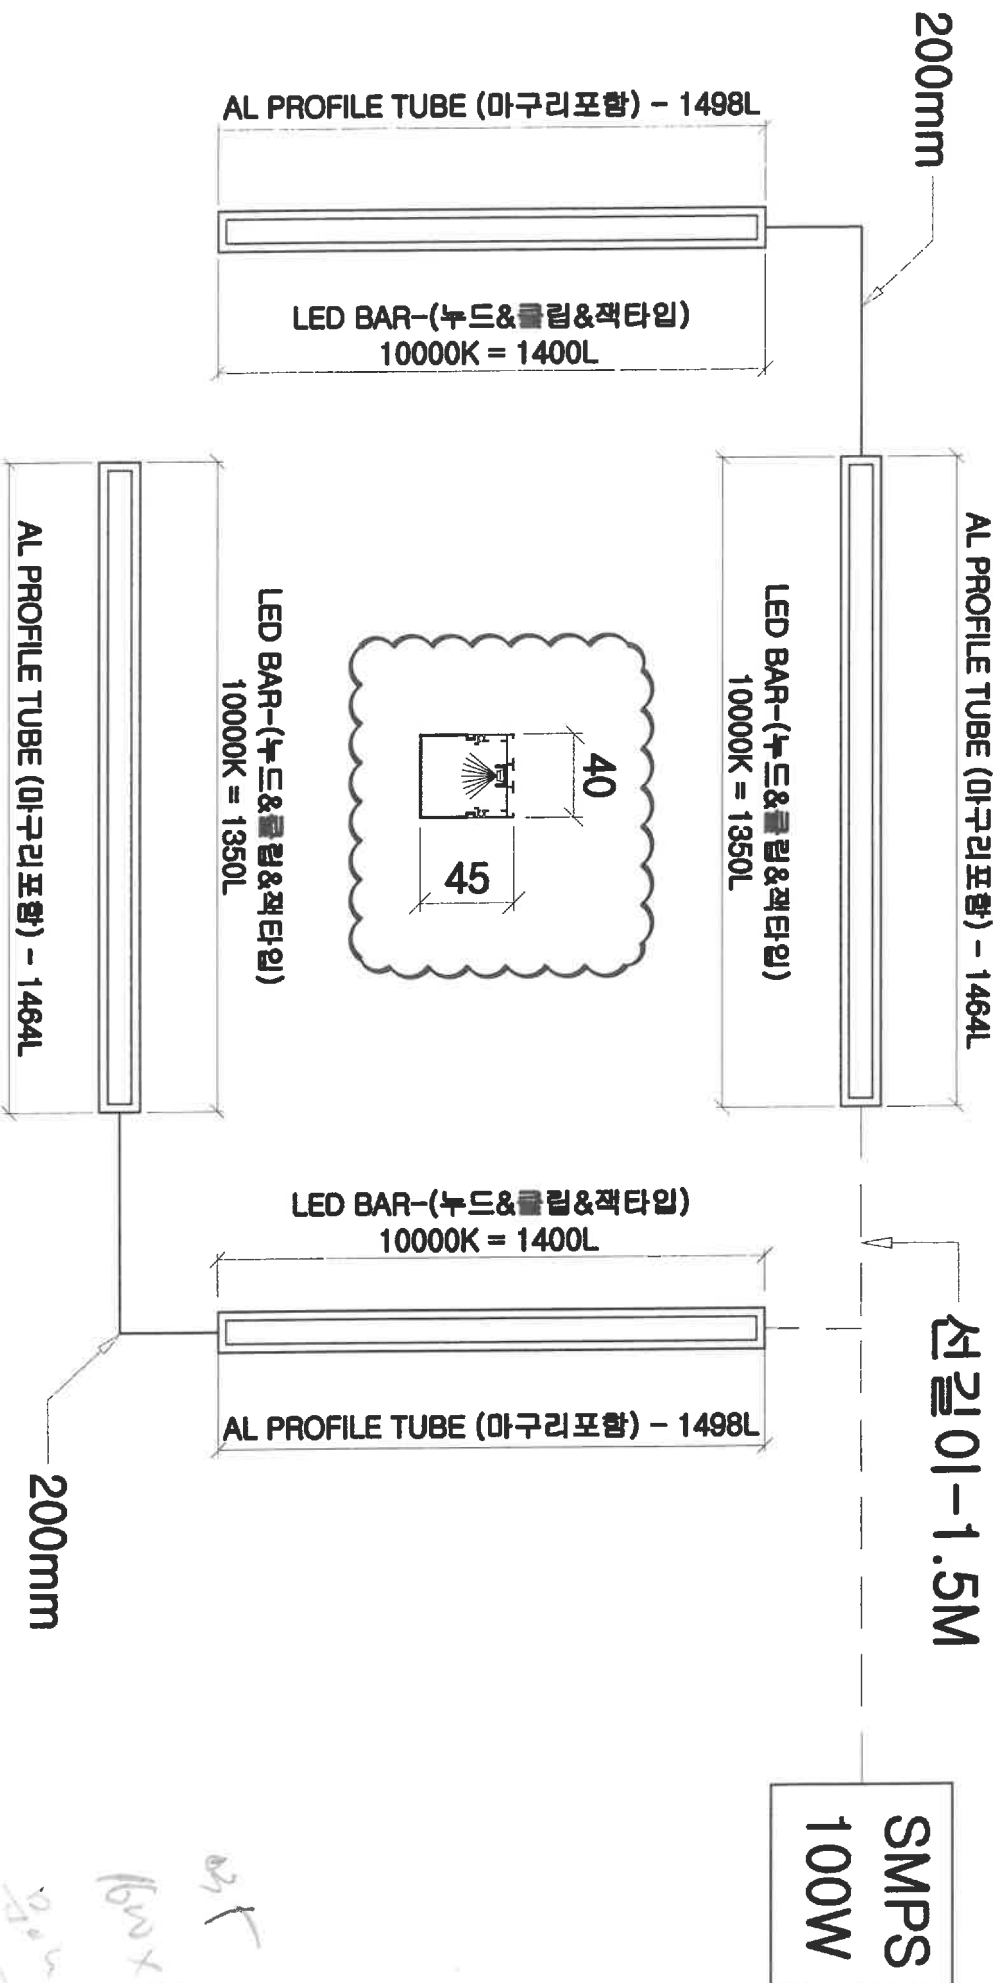 200mm
AL PROFILE TUBE (마구리포함) - 1498L
LED BAR-(누드&클립&잭타입)
10000K = 1400L
AL PROFILE TUBE (마구리포함) - 1464L
LED BAR-(누드&클립&잭타입)
10000K = 1350L
40
45
LED BAR-(누드&클립&잭타입)
10000K = 1350L
AL PROFILE TUBE (마구리포함) - 1464L
선길이-1.5M
LED BAR-(누드&클립&잭타입)
10000K = 1400L
AL PROFILE TUBE (마구리포함) - 1498L
200mm
SMPS
100W